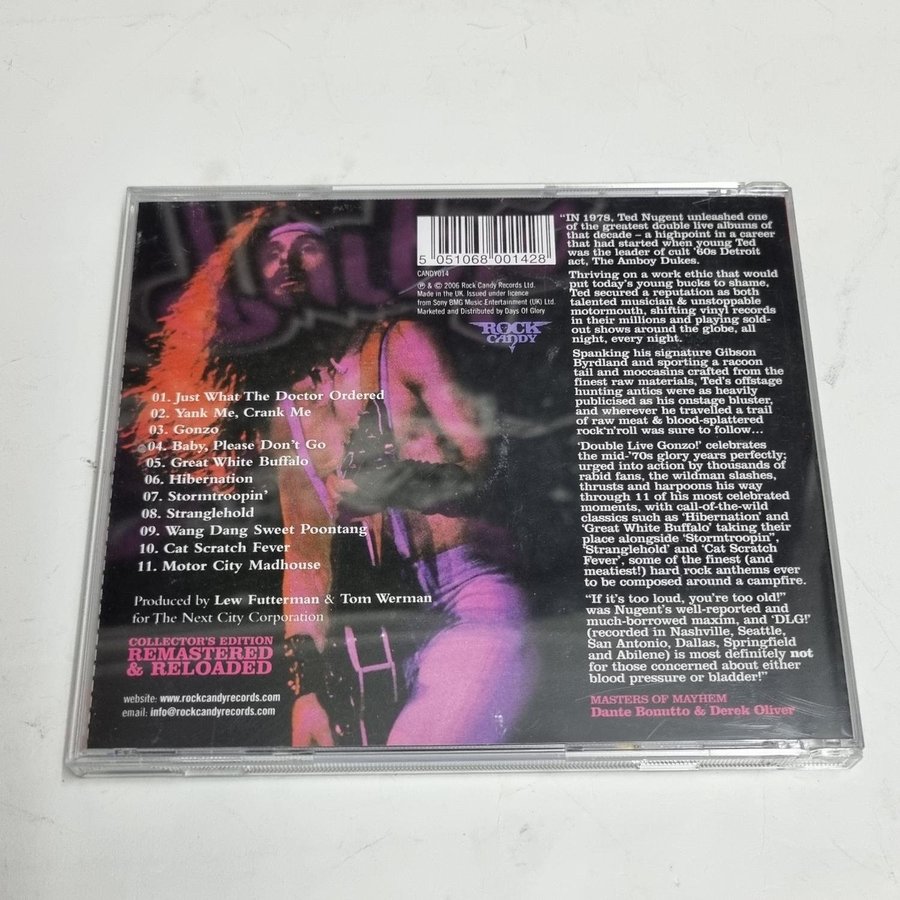 5 051068 001428
CANDY014
℗ & © 2006 Rock Candy Records Ltd.
Made in the UK. Issued under licence
from Sony BMG Music Entertainment (UK) Ltd.
Marketed and Distributed by Days Of Glory
ROCK
CANDY
01. Just What The Doctor Ordered
02. Yank Me, Crank Me
03. Gonzo
04. Baby, Please Don't Go
05. Great White Buffalo
06. Hibernation
07. Stormtroopin'
08. Stranglehold
09. Wang Dang Sweet Poontang
10. Cat Scratch Fever
11. Motor City Madhouse
Produced by Lew Futterman & Tom Werman
for The Next City Corporation
COLLECTOR'S EDITION
REMASTERED
& RELOADED
website: www.rockcandyrecords.com
email: info@rockcandyrecords.com
"IN 1978, Ted Nugent unleashed one
of the greatest double live albums of
that decade – a highpoint in a career
that had started when young Ted
was the leader of cult '60s Detroit
act, The Amboy Dukes.
Thriving on a work ethic that would
put today's young bucks to shame,
Ted secured a reputation as both
talented musician & unstoppable
motormouth, shifting vinyl records
in their millions and playing sold-
out shows around the globe, all
night, every night.
Spanking his signature Gibson
Byrdland and sporting a racoon
tail and moccasins crafted from the
finest raw materials, Ted's offstage
hunting antics were as heavily
publicised as his onstage bluster,
and wherever he travelled a trail
of raw meat & blood-splattered
rock'n'roll was sure to follow...
'Double Live Gonzo!' celebrates
the mid-'70s glory years perfectly;
urged into action by thousands of
rabid fans, the wildman slashes,
thrusts and harpoons his way
through 11 of his most celebrated
moments, with call-of-the-wild
classics such as 'Hibernation' and
'Great White Buffalo' taking their
place alongside 'Stormtroopin'',
'Stranglehold' and 'Cat Scratch
Fever', some of the finest (and
meatiest!) hard rock anthems ever
to be composed around a campfire.
"If it's too loud, you're too old!"
was Nugent's well-reported and
much-borrowed maxim, and 'DLG!'
(recorded in Nashville, Seattle,
San Antonio, Dallas, Springfield
and Abilene) is most definitely not
for those concerned about either
blood pressure or bladder!"
MASTERS OF MAYHEM
Dante Bonutto & Derek Oliver